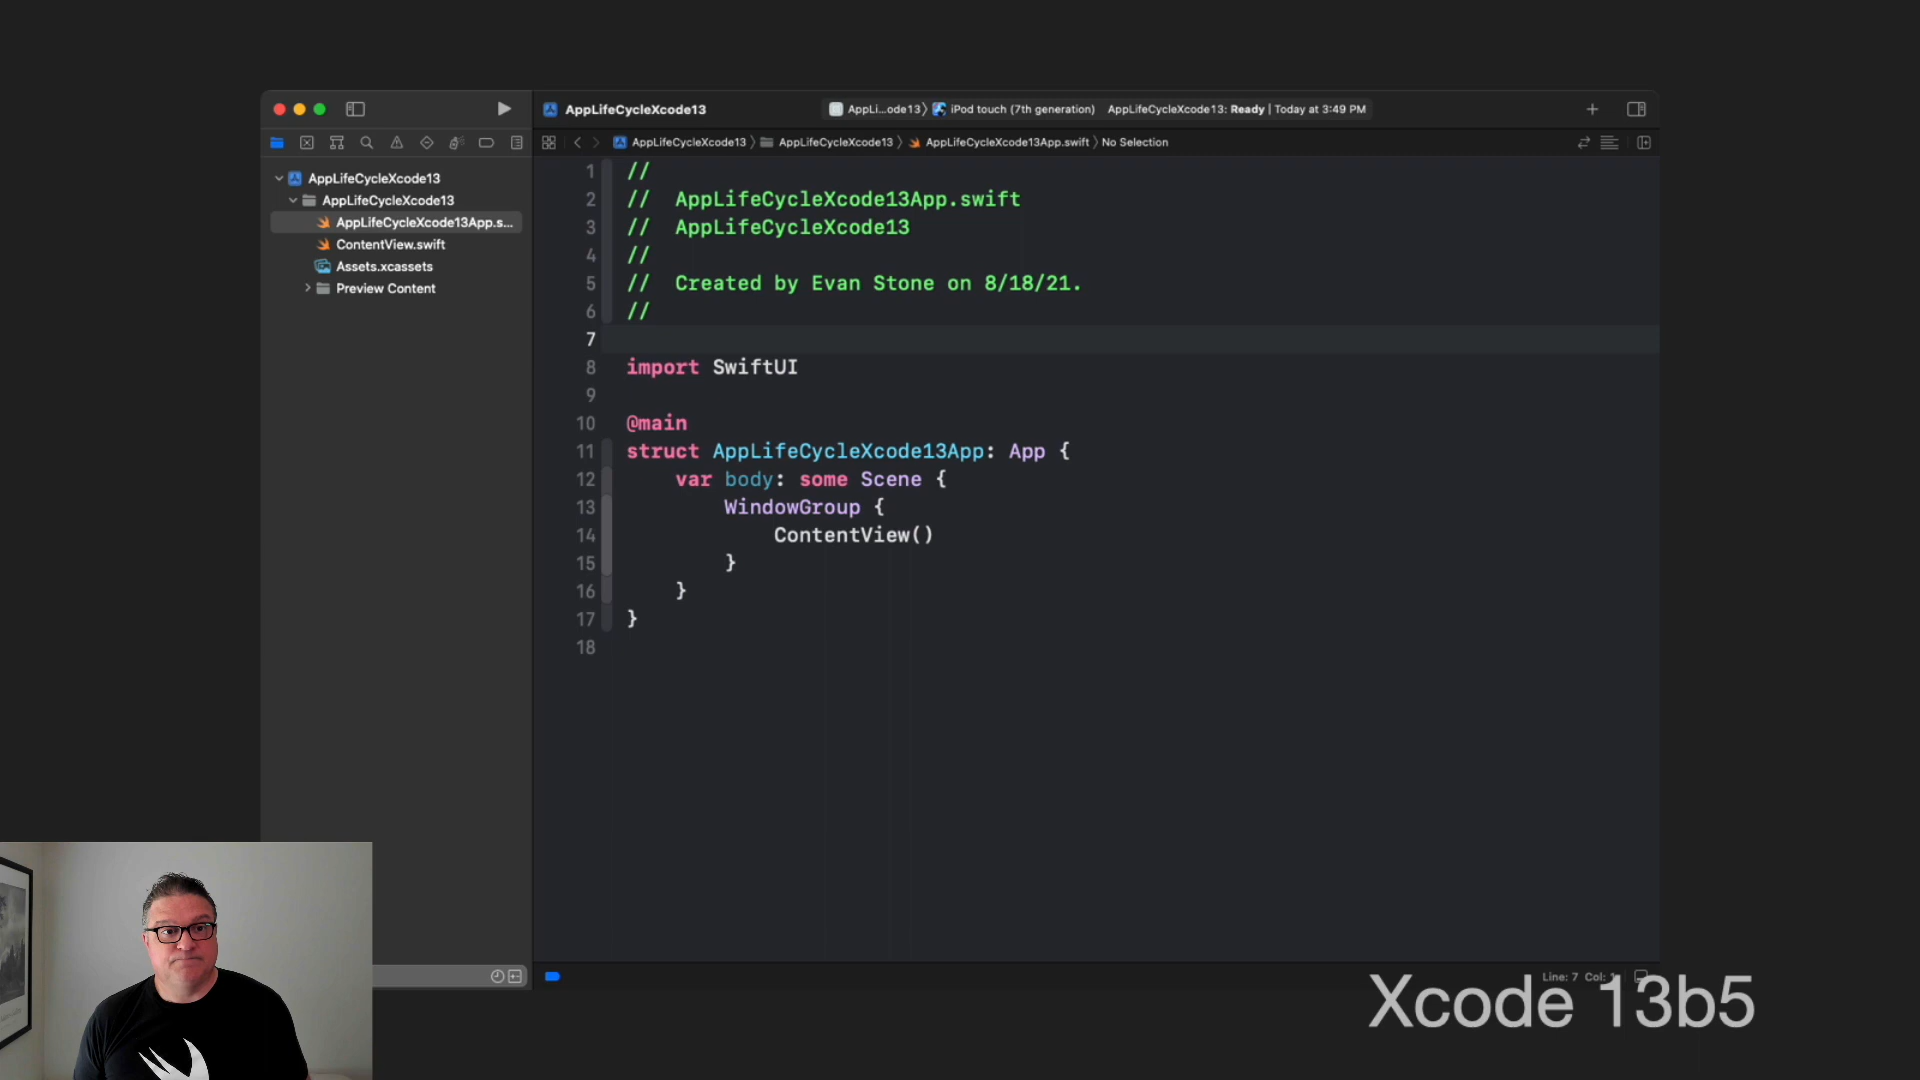 AppLifeCycleXcode13
AppLi...ode13 〉 iPod touch (7th generation)
AppLifeCycleXcode13: Ready | Today at 3:49 PM
AppLifeCycleXcode13 〉 AppLifeCycleXcode13 〉 AppLifeCycleXcode13App.swift 〉 No Selection
AppLifeCycleXcode13
AppLifeCycleXcode13
AppLifeCycleXcode13App.s...
ContentView.swift
Assets.xcassets
Preview Content
1 //
2 //  AppLifeCycleXcode13App.swift
3 //  AppLifeCycleXcode13
4 //
5 //  Created by Evan Stone on 8/18/21.
6 //
7
8 import SwiftUI
9
10 @main
11 struct AppLifeCycleXcode13App: App {
12     var body: some Scene {
13         WindowGroup {
14             ContentView()
15         }
16     }
17 }
18
Line: 7 Col:
Xcode 13b5